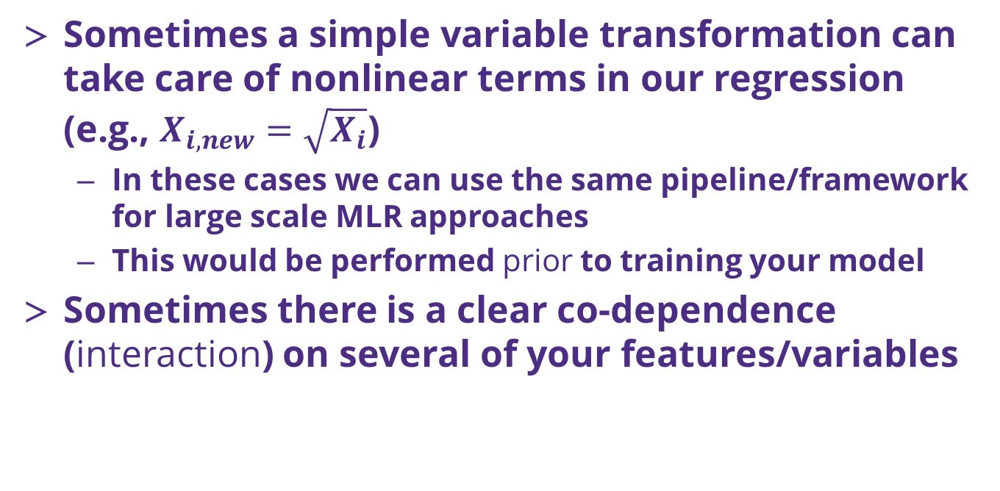 > Sometimes a simple variable transformation can
take care of nonlinear terms in our regression
(e.g., X_{i,new} = √X_i)
– In these cases we can use the same pipeline/framework
for large scale MLR approaches
– This would be performed prior to training your model
> Sometimes there is a clear co-dependence
(interaction) on several of your features/variables